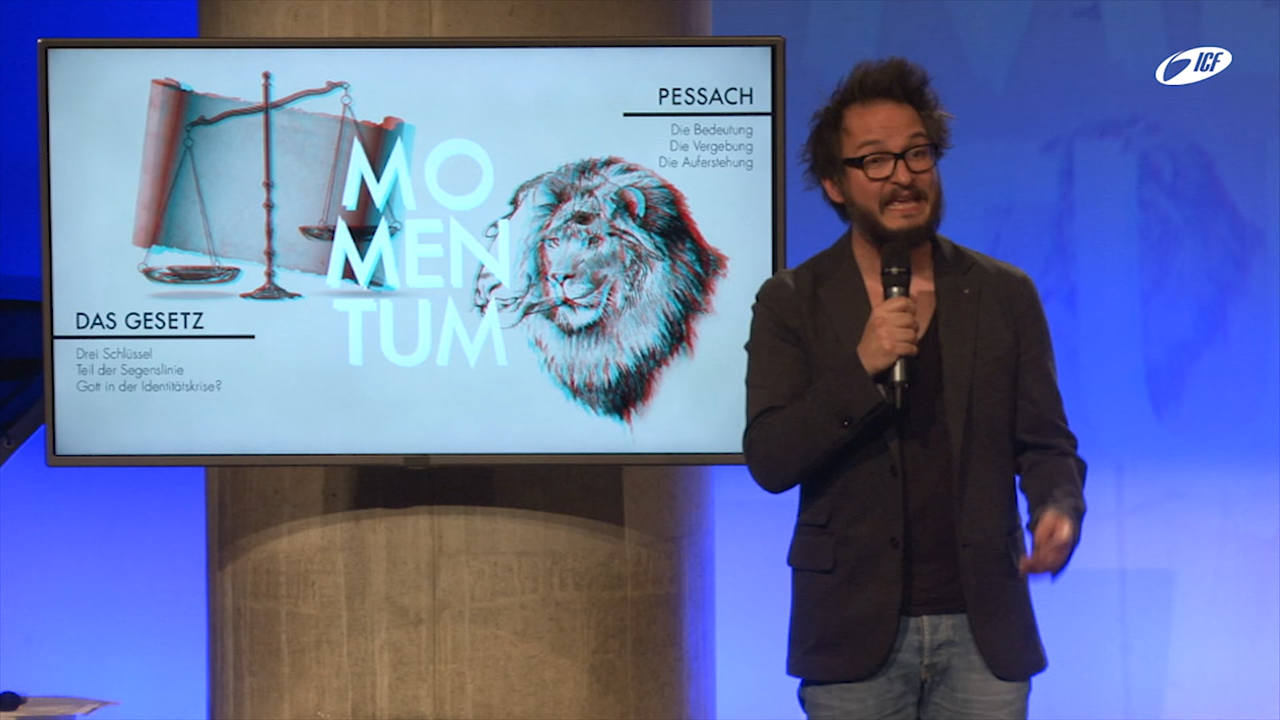 ICF
PESSACH
Die Bedeutung
Die Vergebung
Die Auferstehung
MO
MEN
TUM
DAS GESETZ
Drei Schlüssel
Teil der Segenslinie
Gott in der Identitätskrise?